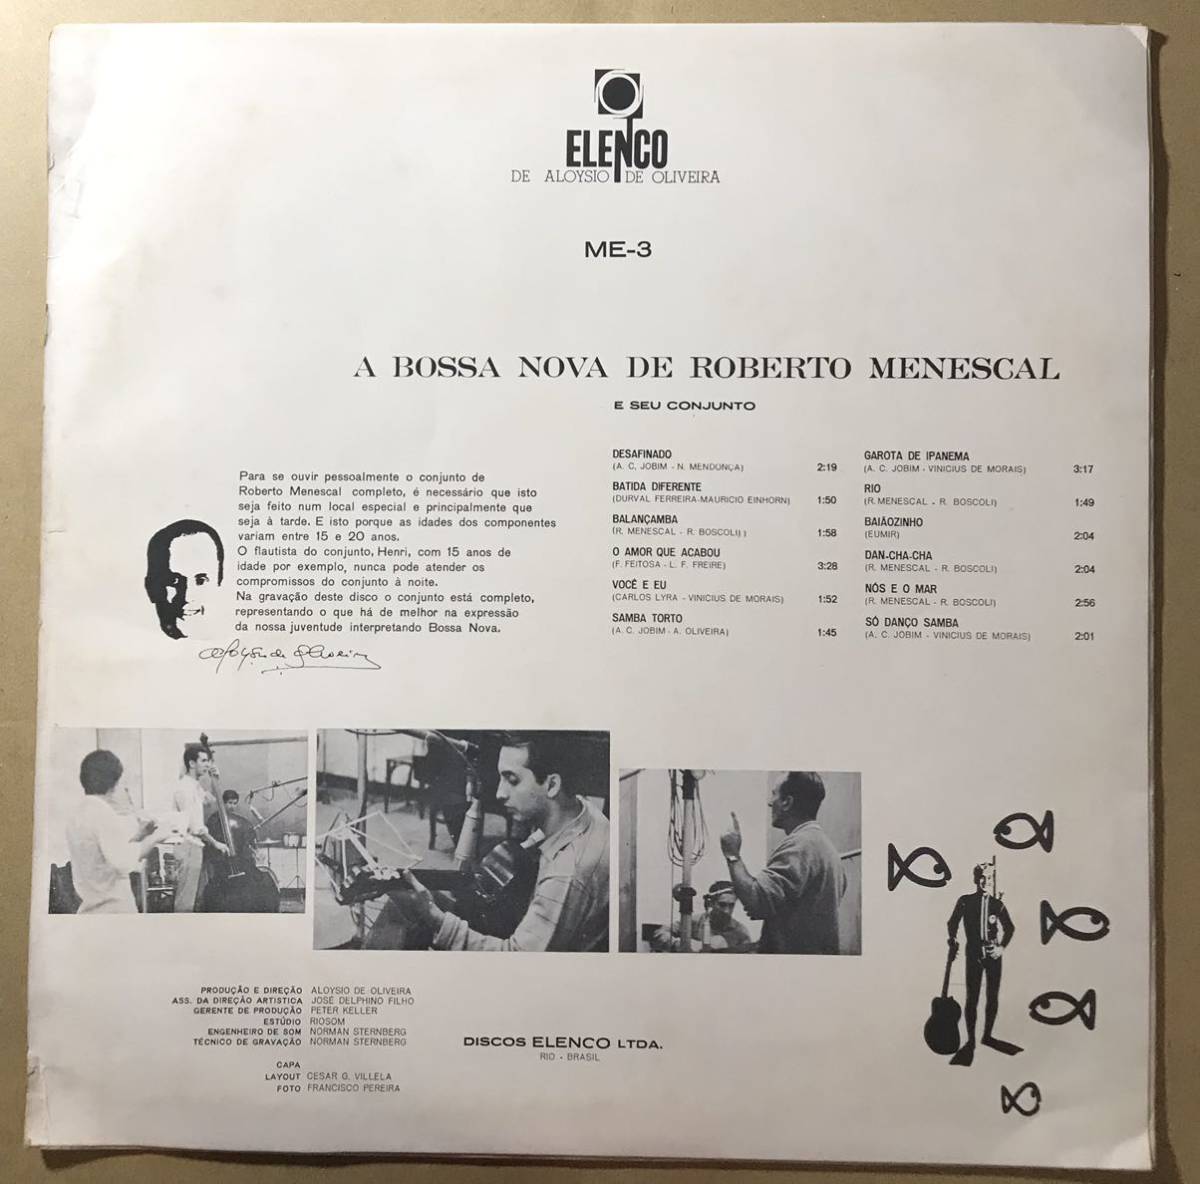 ELENCO
DE ALOYSIO DE OLIVEIRA
ME-3
A BOSSA NOVA DE ROBERTO MENESCAL
E SEU CONJUNTO
Para se ouvir pessoalmente o conjunto de
Roberto Menescal completo, é necessário que isto
seja feito num local especial e principalmente que
seja à tarde. E isto porque as idades dos componentes
variam entre 15 e 20 anos.
O flautista do conjunto, Henri, com 15 anos de
idade por exemplo, nunca pode atender os
compromissos do conjunto à noite.
Na gravação deste disco o conjunto está completo,
representando o que há de melhor na expressão
da nossa juventude interpretando Bossa Nova.
Aloysio de Oliveira
DESAFINADO
(A. C. JOBIM - N. MENDONÇA) 2:19
BATIDA DIFERENTE
(DURVAL FERREIRA-MAURICIO EINHORN) 1:50
BALANÇAMBA
(R. MENESCAL - R. BOSCOLI) ) 1:58
O AMOR QUE ACABOU
(F. FEITOSA - L. F. FREIRE) 3:28
VOCÊ E EU
(CARLOS LYRA - VINICIUS DE MORAIS) 1:52
SAMBA TORTO
(A. C. JOBIM - A. OLIVEIRA) 1:45
GAROTA DE IPANEMA
(A. C. JOBIM - VINICIUS DE MORAIS) 3:17
RIO
(R. MENESCAL - R. BOSCOLI) 1:49
BAIÃOZINHO
(EUMIR) 2:04
DAN-CHA-CHA
(R. MENESCAL - R. BOSCOLI) 2:04
NÓS E O MAR
(R. MENESCAL - R. BOSCOLI) 2:56
SÓ DANÇO SAMBA
(A. C. JOBIM - VINICIUS DE MORAIS) 2:01
PRODUÇÃO E DIREÇÃO ALOYSIO DE OLIVEIRA
ASS. DA DIREÇÃO ARTISTICA JOSÉ DELPHINO FILHO
GERENTE DE PRODUÇÃO PETER KELLER
ESTÚDIO RIOSOM
ENGENHEIRO DE SOM NORMAN STERNBERG
TÉCNICO DE GRAVAÇÃO NORMAN STERNBERG
CAPA
LAYOUT CESAR G. VILLELA
FOTO FRANCISCO PEREIRA
DISCOS ELENCO LTDA.
RIO - BRASIL